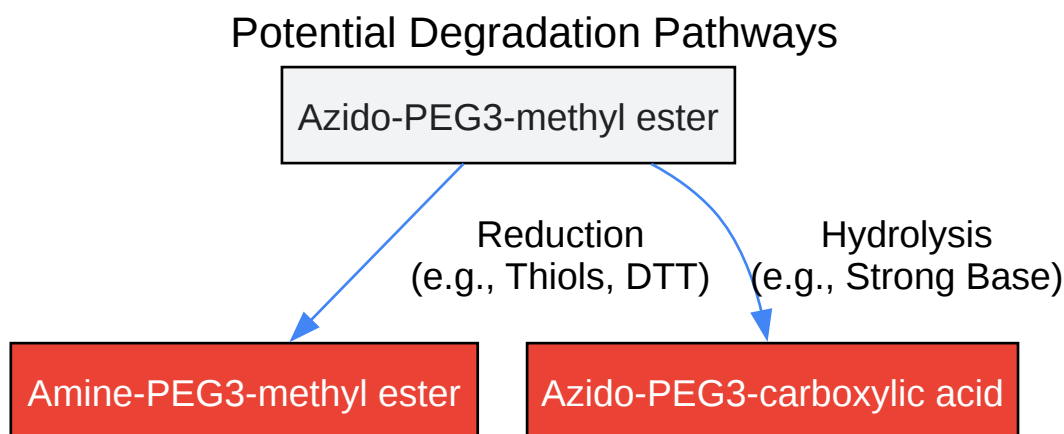 Potential Degradation Pathways
Azido-PEG3-methyl ester
Reduction
(e.g., Thiols, DTT)
Hydrolysis
(e.g., Strong Base)
Amine-PEG3-methyl ester
Azido-PEG3-carboxylic acid